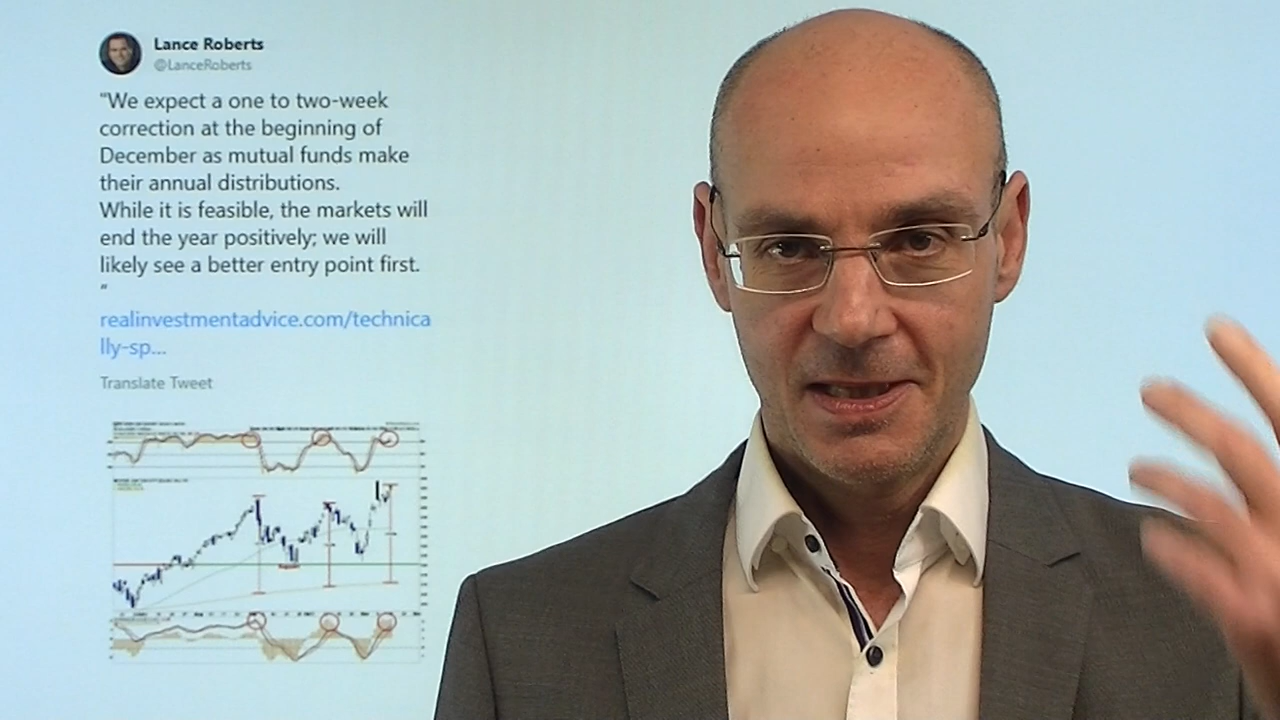 Lance Roberts
@LanceRoberts
“We expect a one to two-week
correction at the beginning of
December as mutual funds make
their annual distributions.
While it is feasible, the markets will
end the year positively; we will
likely see a better entry point first.
“
realinvestmentadvice.com/technica
lly-sp...
Translate Tweet